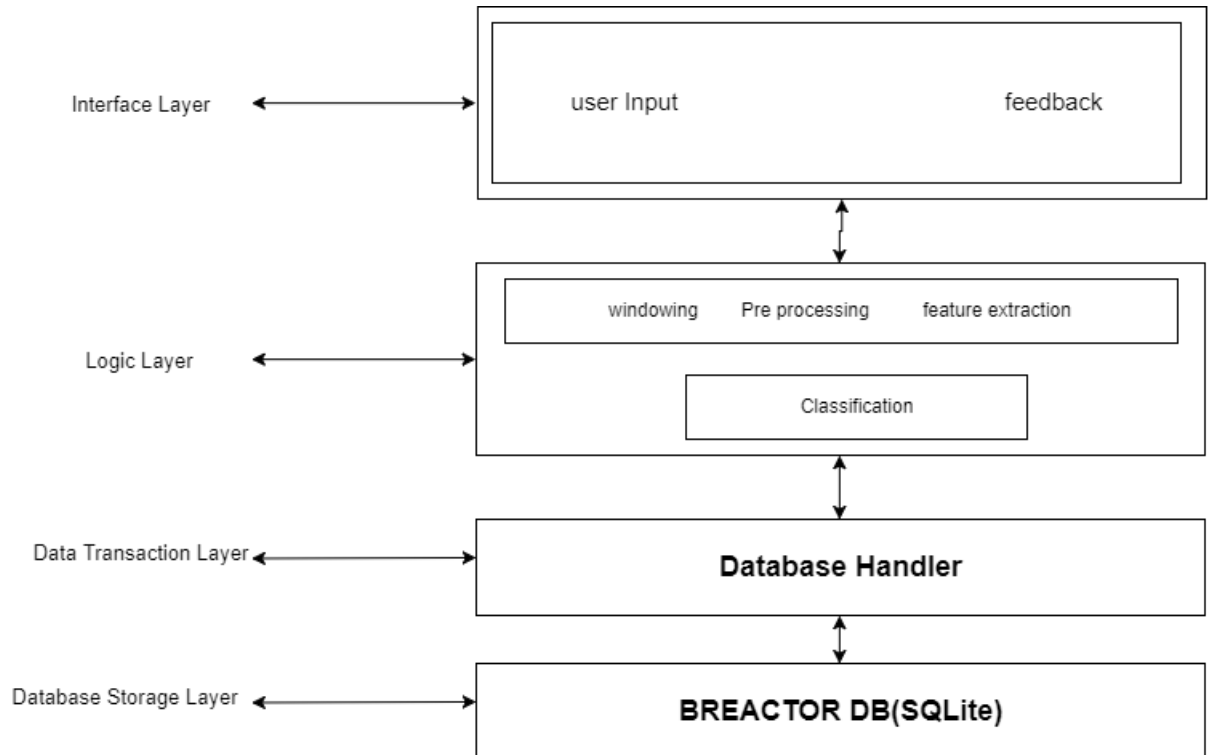 Interface Layer
user Input
feedback
windowing
Pre processing
feature extraction
Logic Layer
Classification
Data Transaction Layer
Database Handler
Database Storage Layer
BREACTOR DB(SQLite)